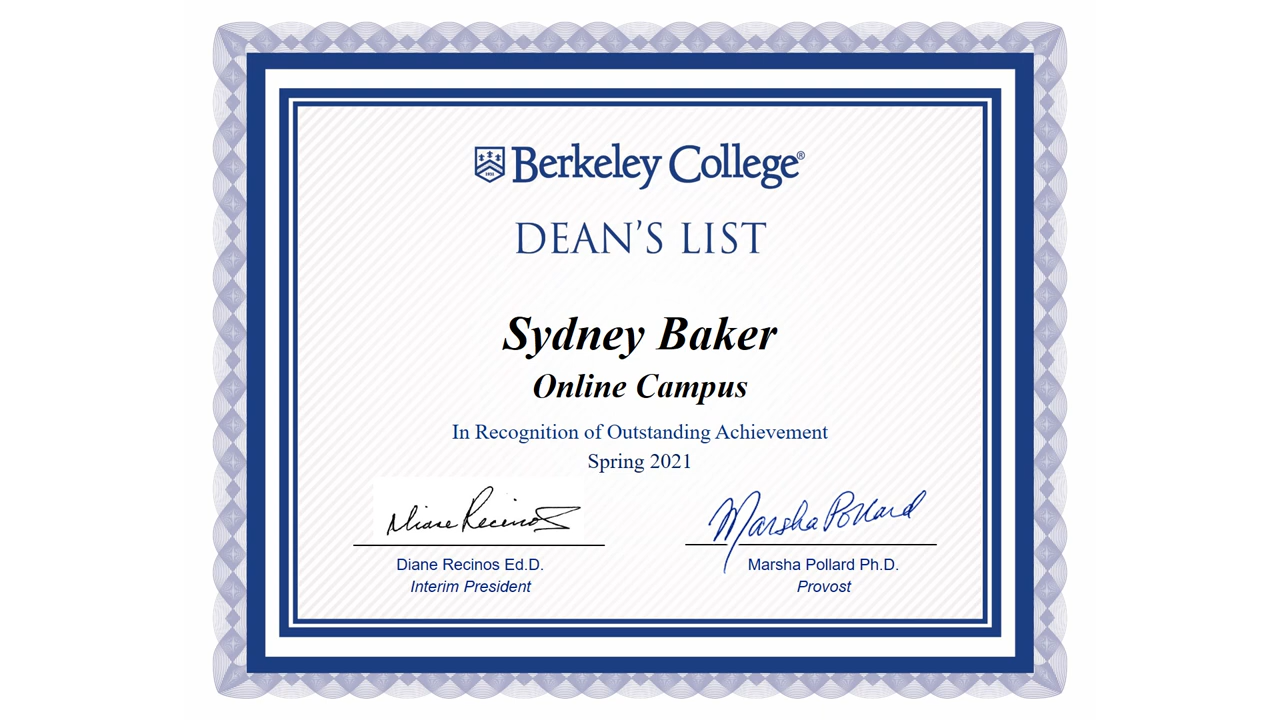 Berkeley College®
DEAN'S LIST
Sydney Baker
Online Campus
In Recognition of Outstanding Achievement
Spring 2021
Diane Recinos
Marsha Pollard
Diane Recinos Ed.D.
Marsha Pollard Ph.D.
Interim President
Provost